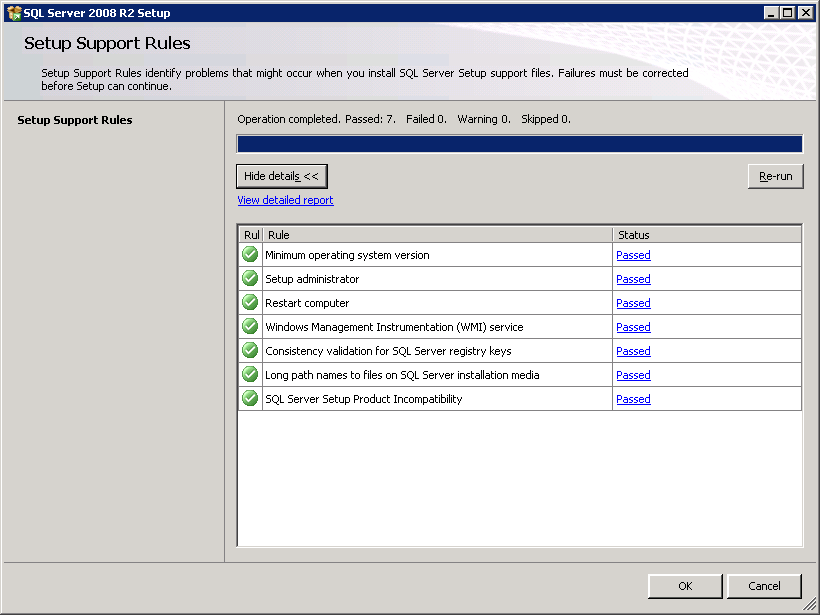 SQL Server 2008 R2 Setup
Setup Support Rules
Setup Support Rules identify problems that might occur when you install SQL Server Setup support files. Failures must be corrected
before Setup can continue.
Setup Support Rules
Operation completed. Passed: 7. Failed 0. Warning 0. Skipped 0.
Hide details <<
Re-run
View detailed report
Rul Rule Status
Minimum operating system version Passed
Setup administrator Passed
Restart computer Passed
Windows Management Instrumentation (WMI) service Passed
Consistency validation for SQL Server registry keys Passed
Long path names to files on SQL Server installation media Passed
SQL Server Setup Product Incompatibility Passed
OK Cancel